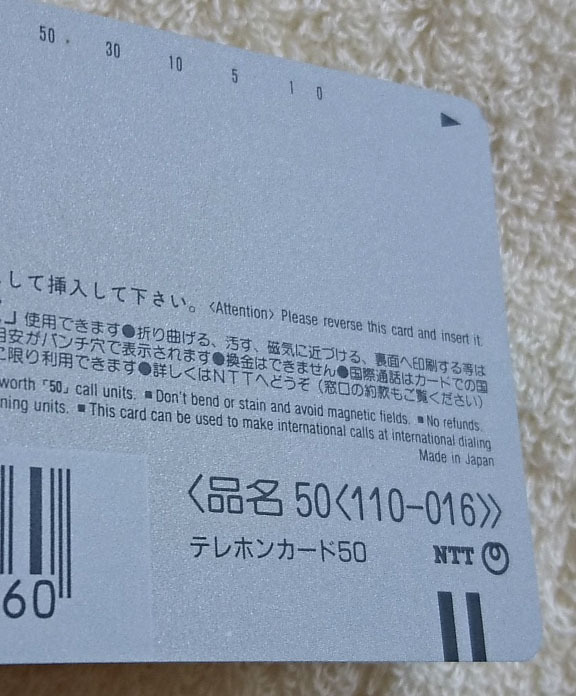 50 . 30 10 5 1 0
して挿入して下さい。〈Attention〉 Please reverse this card and insert it.
」使用できます●折り曲げる、汚す、磁気に近づける、裏面へ印刷する等は
安がパンチ穴で表示されます●換金はできません●国際通話はカードでの国
限り利用できます●詳しくはNTTへどうぞ（窓口の約款もご覧ください）
worth「50」call units. ■ Don't bend or stain and avoid magnetic fields. ■ No refunds.
ning units. ■ This card can be used to make international calls at international dialing
Made in Japan
〈品名 50〈110-016〉〉
テレホンカード50
NTT
60